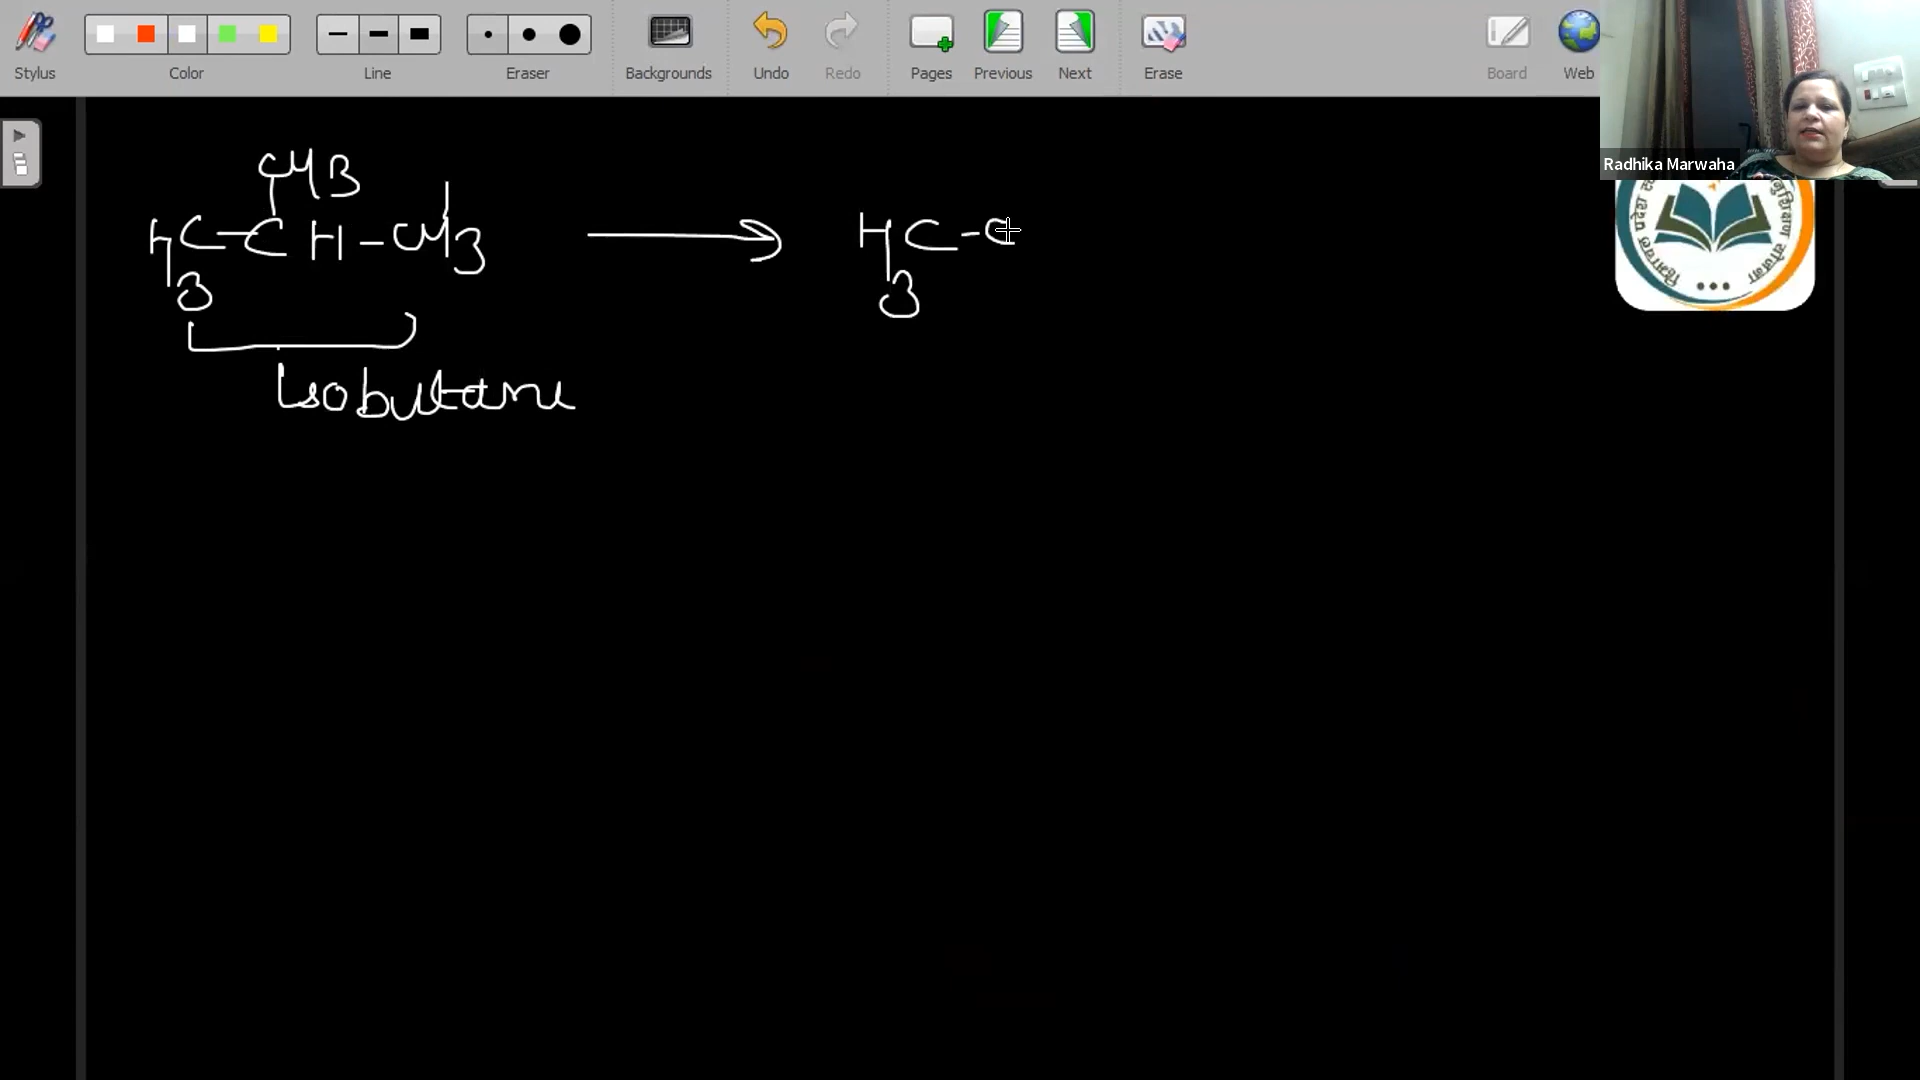 Stylus Color Line Eraser Backgrounds Undo Redo Pages Previous Next Erase Board Web
Radhika Marwaha
CH3
H3C-CH-CH3 → H3C-C
Isobutane